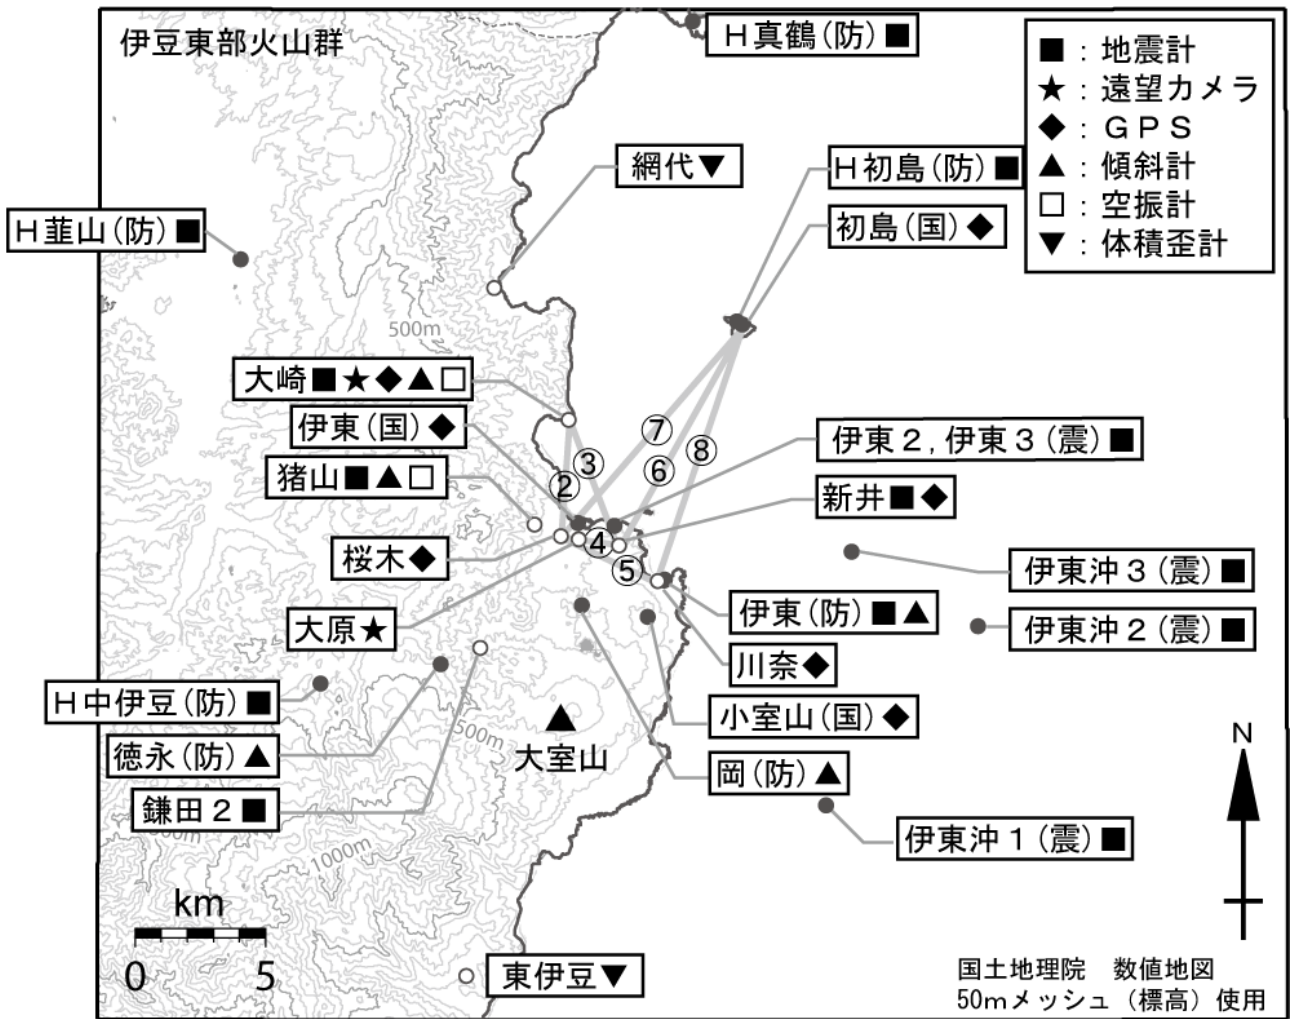 伊豆東部火山群
H真鶴(防)■
■：地震計
★：遠望カメラ
◆：ＧＰＳ
▲：傾斜計
□：空振計
▼：体積歪計
網代▼
H初島(防)■
初島(国)◆
H韮山(防)■
500m
大崎■★◆▲□
伊東(国)◆
猪山■▲□
桜木◆
大原★
⑦
③
⑧
⑥
②
④
⑤
伊東２,伊東３(震)■
新井■◆
伊東沖３(震)■
伊東沖２(震)■
伊東(防)■▲
川奈◆
小室山(国)◆
岡(防)▲
H中伊豆(防)■
徳永(防)▲
鎌田２■
500m
▲
大室山
伊東沖１(震)■
1000m
km
0 5
東伊豆▼
N
国土地理院　数値地図
50mメッシュ（標高）使用